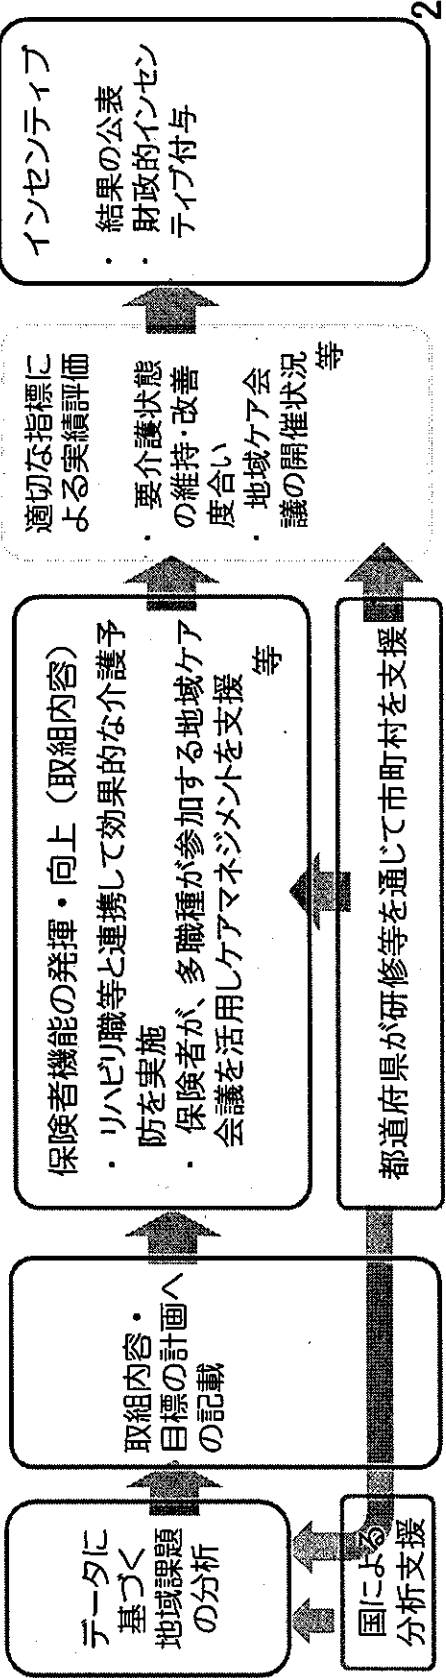 データに
基づく
地域課題
の分析
国による
分析支援
取組内容・
目標の計画へ
の記載
保険者機能の発揮・向上（取組内容）
・ リハビリ職等と連携して効果的な介護予
防を実施
・ 保険者が、多職種が参加する地域ケア
会議を活用しケアマネジメントを支援
等
都道府県が研修等を通じて市町村を支援
適切な指標に
よる実績評価
・ 要介護状態
の維持・改善
度合い
・ 地域ケア会
議の開催状況
等
インセンティブ
・ 結果の公表
・ 財政的インセン
ティブ付与
2